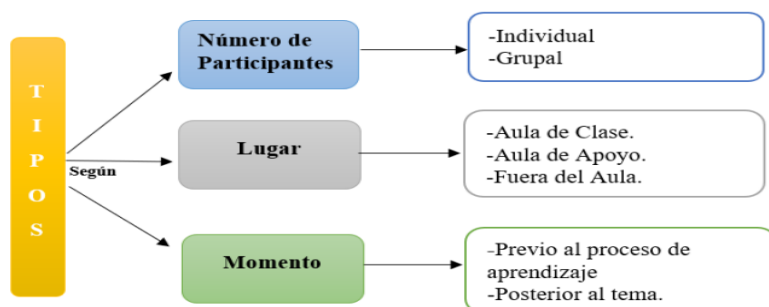 TIPOS
Según
Número de
Participantes
-Individual
-Grupal
Lugar
-Aula de Clase.
-Aula de Apoyo.
-Fuera del Aula.
Momento
-Previo al proceso de
aprendizaje
-Posterior al tema.